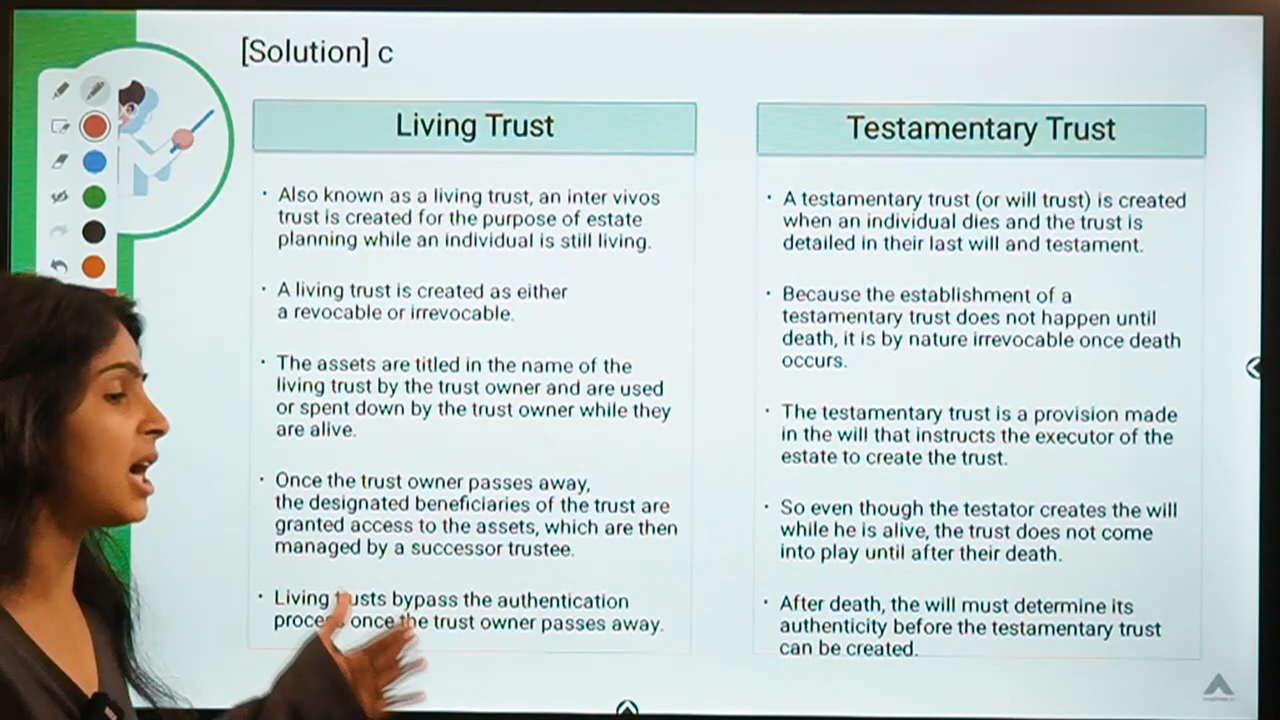 [Solution] c
Living Trust
· Also known as a living trust, an inter vivos
trust is created for the purpose of estate
planning while an individual is still living.
· A living trust is created as either
a revocable or irrevocable.
· The assets are titled in the name of the
living trust by the trust owner and are used
or spent down by the trust owner while they
are alive.
· Once the trust owner passes away,
the designated beneficiaries of the trust are
granted access to the assets, which are then
managed by a successor trustee.
· Living trusts bypass the authentication
process once the trust owner passes away.
Testamentary Trust
· A testamentary trust (or will trust) is created
when an individual dies and the trust is
detailed in their last will and testament.
· Because the establishment of a
testamentary trust does not happen until
death, it is by nature irrevocable once death
occurs.
· The testamentary trust is a provision made
in the will that instructs the executor of the
estate to create the trust.
· So even though the testator creates the will
while he is alive, the trust does not come
into play until after their death.
· After death, the will must determine its
authenticity before the testamentary trust
can be created.